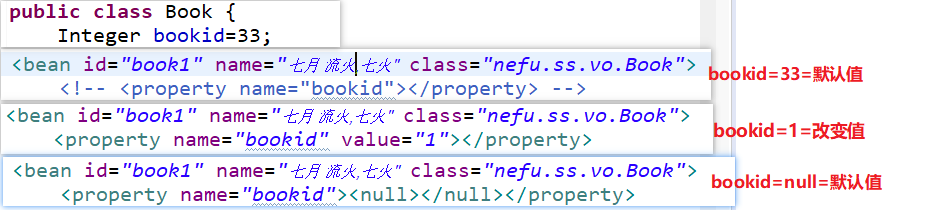 public class Book {
Integer bookid=33;
<bean id="book1" name="七月 流火,七火" class="nefu.ss.vo.Book">
<!-- <property name="bookid"></property> -->
bookid=33=默认值
<bean id="book1" name="七月 流火,七火" class="nefu.ss.vo.Book">
<property name="bookid" value="1"></property>
bookid=1=改变值
<bean id="book1" name="七月 流火,七火" class="nefu.ss.vo.Book">
<property name="bookid"><null></null></property>
bookid=null=默认值